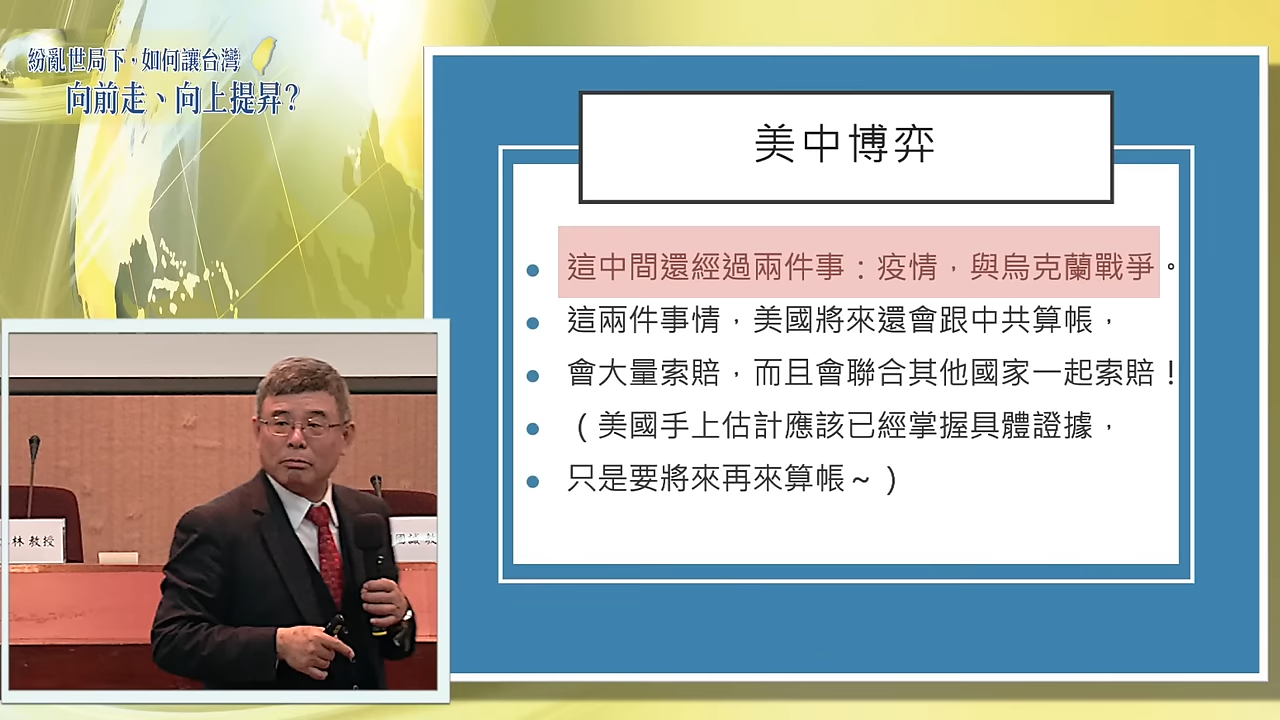 紛亂世局下，如何讓台灣
向前走、向上提昇？
美中博弈
這中間還經過兩件事：疫情，與烏克蘭戰爭。
這兩件事情，美國將來還會跟中共算帳，
會大量索賠，而且會聯合其他國家一起索賠！
（美國手上估計應該已經掌握具體證據，
只是要將來再來算帳～）
林 教授
國誠